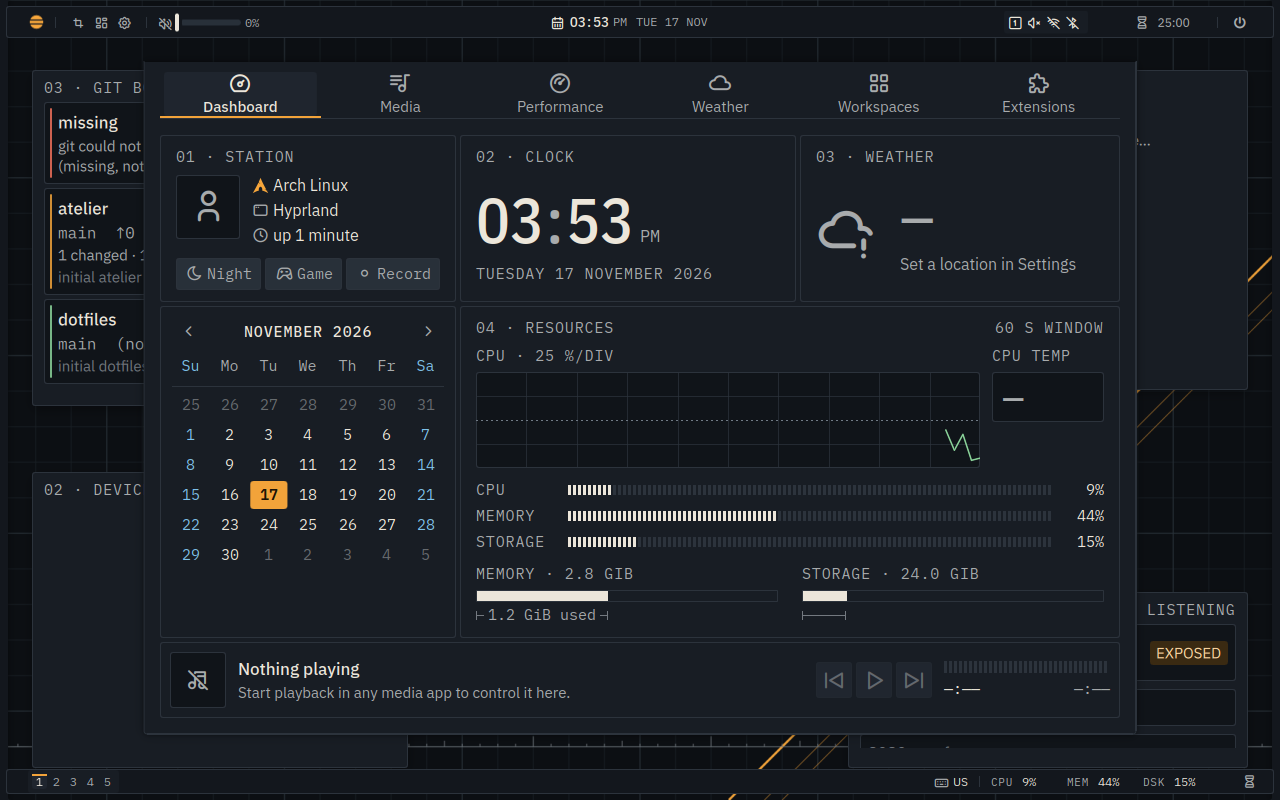 0%
03:53 PM TUE 17 NOV
1
25:00
03 · GIT B
missing
git could not
(missing, not
atelier
main ↑0
1 changed ·
initial atelier
dotfiles
main (no
initial dotfiles
02 · DEVIC
Dashboard
Media
Performance
Weather
Workspaces
Extensions
01 · STATION
Arch Linux
Hyprland
up 1 minute
Night
Game
Record
02 · CLOCK
03:53 PM
TUESDAY 17 NOVEMBER 2026
03 · WEATHER
—
Set a location in Settings
NOVEMBER 2026
Su Mo Tu We Th Fr Sa
25 26 27 28 29 30 31
1 2 3 4 5 6 7
8 9 10 11 12 13 14
15 16 17 18 19 20 21
22 23 24 25 26 27 28
29 30 1 2 3 4 5
04 · RESOURCES
60 S WINDOW
CPU · 25 %/DIV
CPU TEMP
—
CPU 9%
MEMORY 44%
STORAGE 15%
MEMORY · 2.8 GIB
1.2 GiB used
STORAGE · 24.0 GIB
Nothing playing
Start playback in any media app to control it here.
–:––
–:––
…
LISTENING
EXPOSED
1 2 3 4 5
US
CPU 9%
MEM 44%
DSK 15%